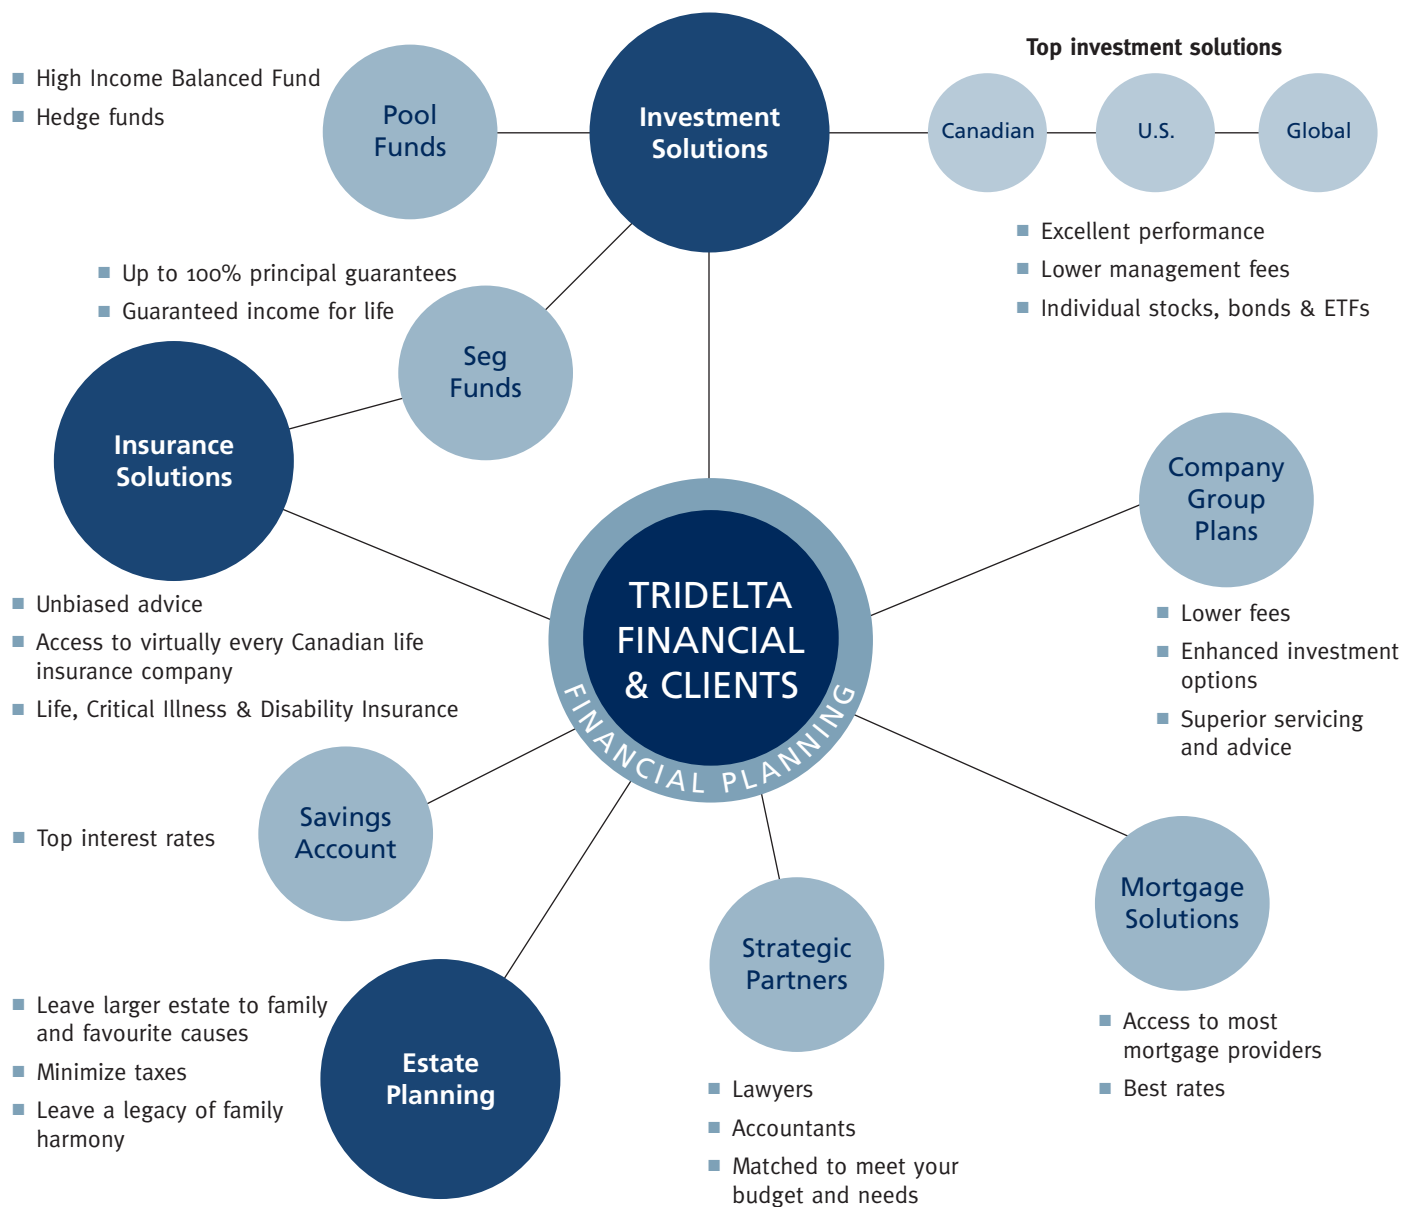 High Income Balanced Fund
Hedge funds
Pool
Funds
Investment
Solutions
Top investment solutions
Canadian
U.S.
Global
Excellent performance
Lower management fees
Individual stocks, bonds & ETFs
Up to 100% principal guarantees
Guaranteed income for life
Seg
Funds
Insurance
Solutions
Unbiased advice
Access to virtually every Canadian life
insurance company
Life, Critical Illness & Disability Insurance
TRIDELTA
FINANCIAL
& CLIENTS
FINANCIAL PLANNING
Company
Group
Plans
Lower fees
Enhanced investment
options
Superior servicing
and advice
Savings
Account
Top interest rates
Mortgage
Solutions
Access to most
mortgage providers
Best rates
Strategic
Partners
Lawyers
Accountants
Matched to meet your
budget and needs
Estate
Planning
Leave larger estate to family
and favourite causes
Minimize taxes
Leave a legacy of family
harmony